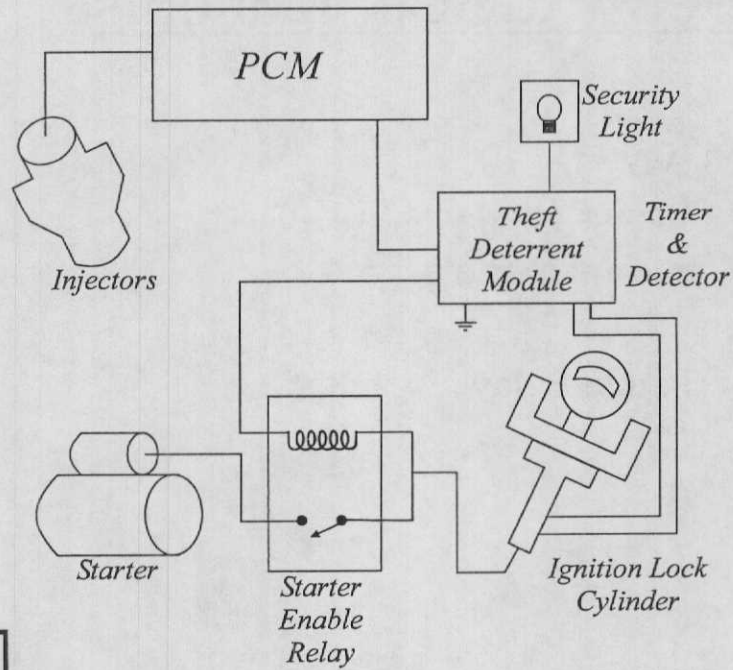 PCM
Security
Light
Theft
Deterrent
Module
Timer
&
Detector
Injectors
Starter
Starter
Enable
Relay
Ignition Lock
Cylinder